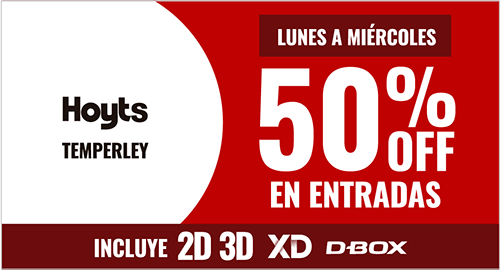 Hoyts
TEMPERLEY
LUNES A MIÉRCOLES
50% OFF
EN ENTRADAS
INCLUYE 2D 3D XD D-BOX